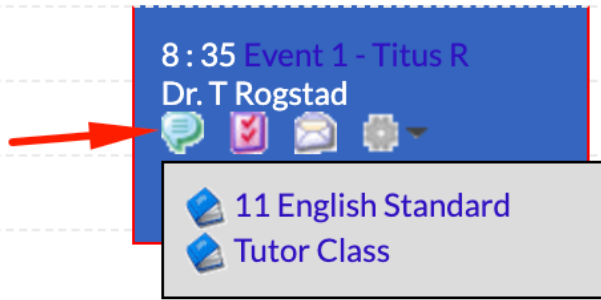 8 : 35 Event 1 - Titus R
Dr. T Rogstad
11 English Standard
Tutor Class